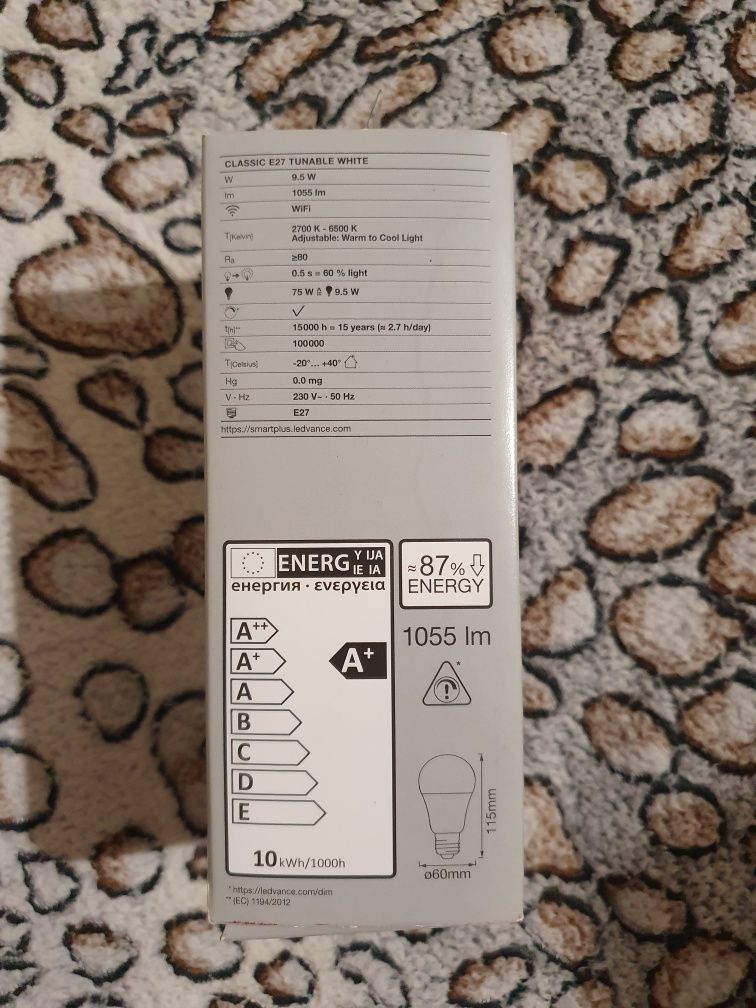 CLASSIC E27 TUNABLE WHITE
W 9.5 W
lm 1055 lm
WiFi
T[Kelvin] 2700 K - 6500 K
Adjustable: Warm to Cool Light
Ra ≥80
0.5 s = 60 % light
75 W ≙ 9.5 W
*
t[h]** 15000 h = 15 years (≈ 2.7 h/day)
100000
T[Celsius] -20°... +40°
Hg 0.0 mg
V · Hz 230 V~ · 50 Hz
E27
https://smartplus.ledvance.com
ENERG Y IJA
IE IA
енергия · ενεργεια
≈87%
ENERGY
A++
A+ A+
A
B
C
D
E
10 kWh/1000h
1055 lm
*
115mm
ø60mm
* https://ledvance.com/dim
** (EC) 1194/2012